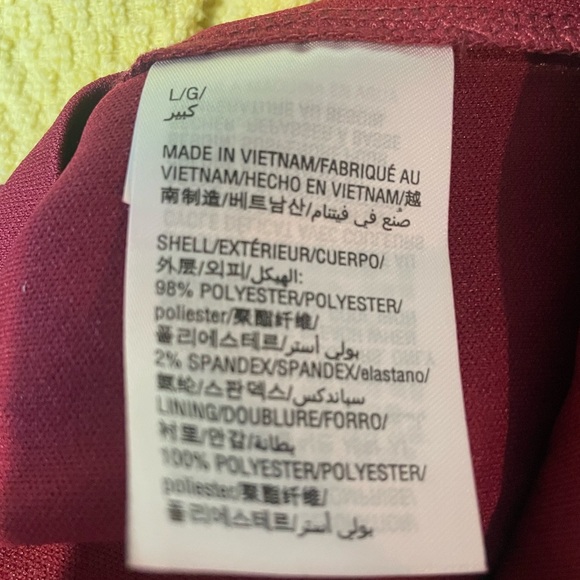 L/G/
كبير
MADE IN VIETNAM/FABRIQUÉ AU
VIETNAM/HECHO EN VIETNAM/越
南制造/베트남산/صُنع في فيتنام
SHELL/EXTÉRIEUR/CUERPO/
外层/외피/الهيكل:
98% POLYESTER/POLYESTER/
poliester/聚酯纤维/
폴리에스테르/بولي أستر
2% SPANDEX/SPANDEX/elastano/
氨纶/스판덱스/سباندكس
LINING/DOUBLURE/FORRO/
衬里/안감/بطانة
100% POLYESTER/POLYESTER/
poliester/聚酯纤维/
폴리에스테르/بولي أستر